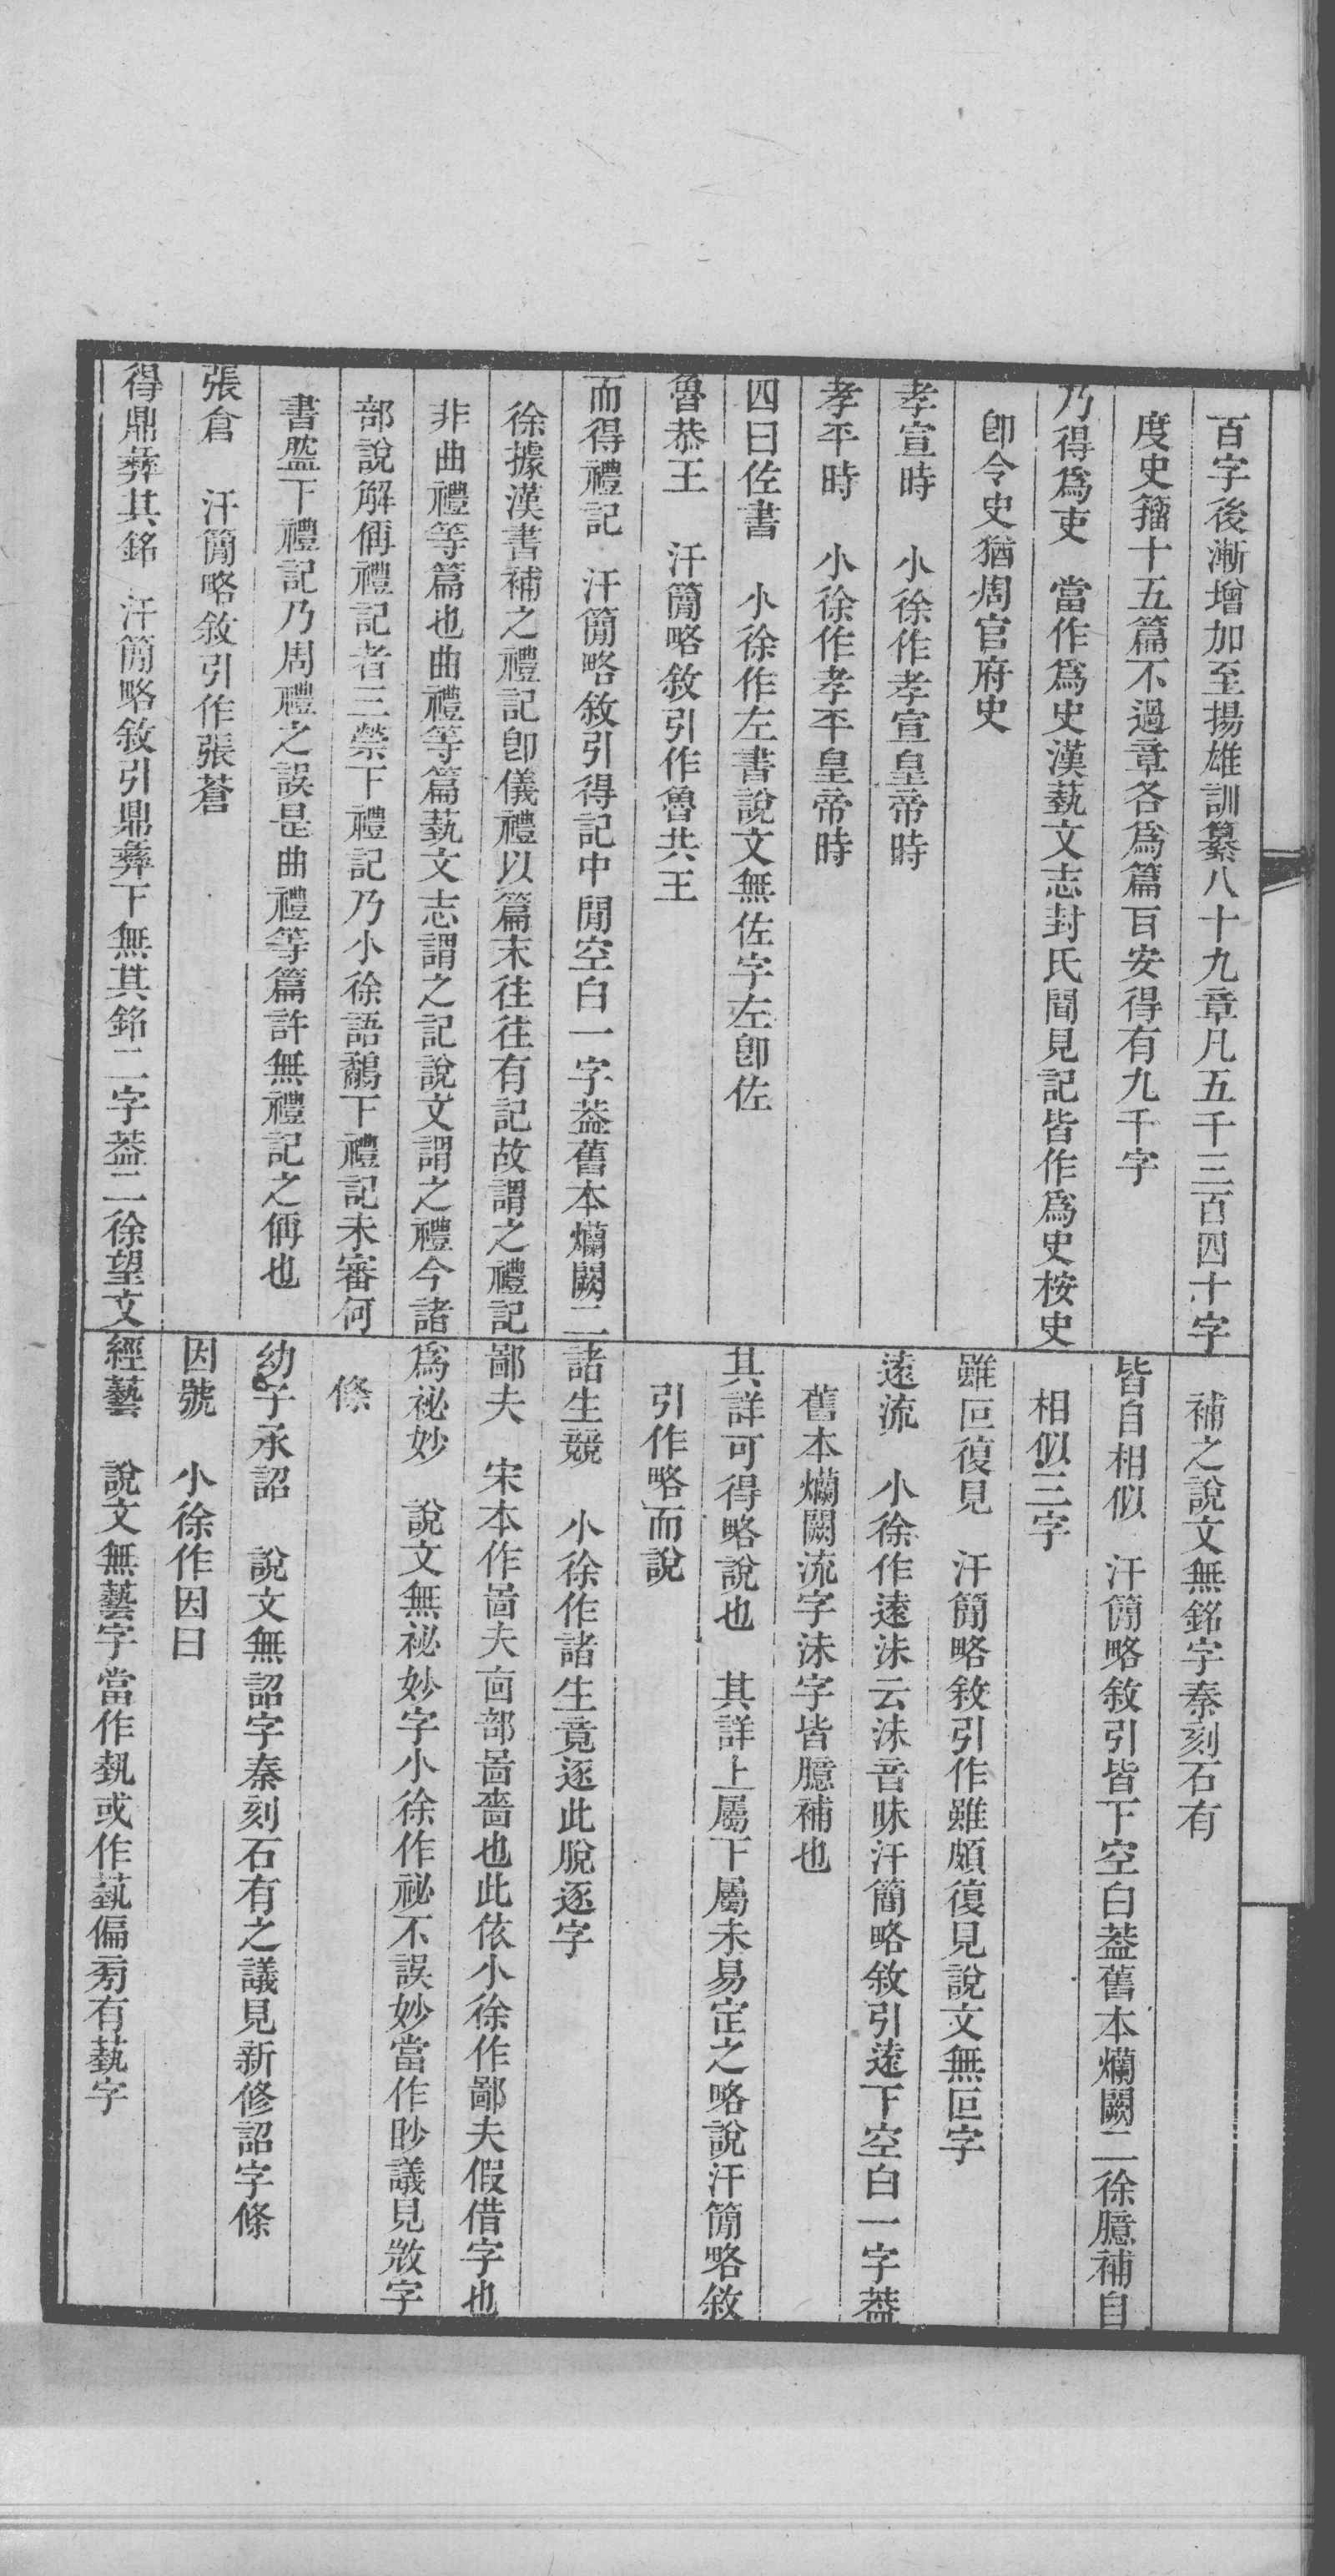 百字後漸增加至揚雄訓纂八十九章凡五千三百四十字
度史籒十五篇不過章各爲篇百安得有九千字
乃得爲吏　當作爲史漢藝文志封氏聞見記皆作爲史桉史
卽令史猶周官府史
孝宣時　小徐作孝宣皇帝時
孝平時　小徐作孝平皇帝時
四曰佐書　小徐作左書說文無佐字左卽佐
魯恭王　汗簡略敘引作魯共王
而得禮記　汗簡略敘引得記中閒空白一字葢舊本爛闕二
徐據漢書補之禮記卽儀禮以篇末往往有記故謂之禮記
非曲禮等篇也曲禮等篇藝文志謂之記說文謂之禮今諸
部說解偁禮記者三禜下禮記乃小徐語鷸下禮記未審何
書㿿下禮記乃周禮之誤昰曲禮等篇許無禮記之偁也
張倉　汗簡略敘引作張蒼
得鼎彝其銘　汗簡略敘引鼎彝下無其銘二字葢二徐望文
補之說文無銘字秦刻石有
皆自相似　汗簡略敘引皆下空白葢舊本爛闕二徐臆補自
相似三字
雖叵復見　汗簡略敘引作雖頗復見說文無叵字
遠流　小徐作遠沬云沬音昧汗簡略敘引遠下空白一字葢
舊本爛闕流字沬字皆臆補也
其詳可得略說也　其詳上屬下屬未易定之略說汗簡略敘
引作略而說
諸生競　小徐作諸生竟逐此脫逐字
鄙夫　宋本作啚夫㐭部啚嗇也此依小徐作鄙夫假借字也
爲祕妙　說文無祕妙字小徐作祕不誤妙當作眇議見㪔字
條
幼子承詔　說文無詔字秦刻石有之議見新修詔字條
因號　小徐作因曰
經藝　說文無藝字當作埶或作蓺偏㫄有蓺字